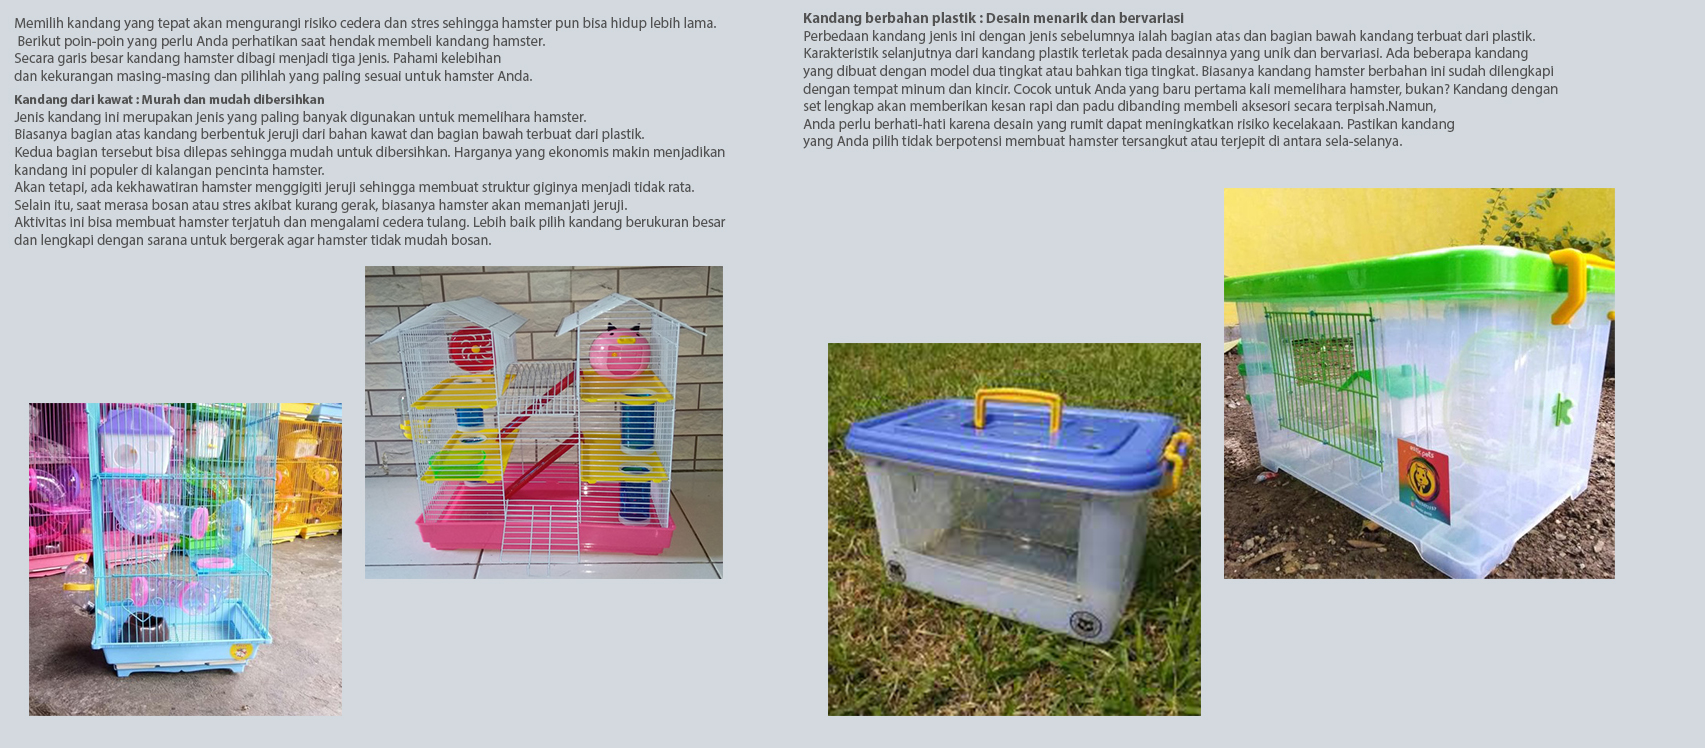 Memilih kandang yang tepat akan mengurangi risiko cedera dan stres sehingga hamster pun bisa hidup lebih lama.
Berikut poin-poin yang perlu Anda perhatikan saat hendak membeli kandang hamster.
Secara garis besar kandang hamster dibagi menjadi tiga jenis. Pahami kelebihan
dan kekurangan masing-masing dan pilihlah yang paling sesuai untuk hamster Anda.
Kandang dari kawat : Murah dan mudah dibersihkan
Jenis kandang ini merupakan jenis yang paling banyak digunakan untuk memelihara hamster.
Biasanya bagian atas kandang berbentuk jeruji dari bahan kawat dan bagian bawah terbuat dari plastik.
Kedua bagian tersebut bisa dilepas sehingga mudah untuk dibersihkan. Harganya yang ekonomis makin menjadikan
kandang ini populer di kalangan pencinta hamster.
Akan tetapi, ada kekhawatiran hamster menggigiti jeruji sehingga membuat struktur giginya menjadi tidak rata.
Selain itu, saat merasa bosan atau stres akibat kurang gerak, biasanya hamster akan memanjati jeruji.
Aktivitas ini bisa membuat hamster terjatuh dan mengalami cedera tulang. Lebih baik pilih kandang berukuran besar
dan lengkapi dengan sarana untuk bergerak agar hamster tidak mudah bosan.
Kandang berbahan plastik : Desain menarik dan bervariasi
Perbedaan kandang jenis ini dengan jenis sebelumnya ialah bagian atas dan bagian bawah kandang terbuat dari plastik.
Karakteristik selanjutnya dari kandang plastik terletak pada desainnya yang unik dan bervariasi. Ada beberapa kandang
yang dibuat dengan model dua tingkat atau bahkan tiga tingkat. Biasanya kandang hamster berbahan ini sudah dilengkapi
dengan tempat minum dan kincir. Cocok untuk Anda yang baru pertama kali memelihara hamster, bukan? Kandang dengan
set lengkap akan memberikan kesan rapi dan padu dibanding membeli aksesori secara terpisah.Namun,
Anda perlu berhati-hati karena desain yang rumit dapat meningkatkan risiko kecelakaan. Pastikan kandang
yang Anda pilih tidak berpotensi membuat hamster tersangkut atau terjepit di antara sela-selanya.